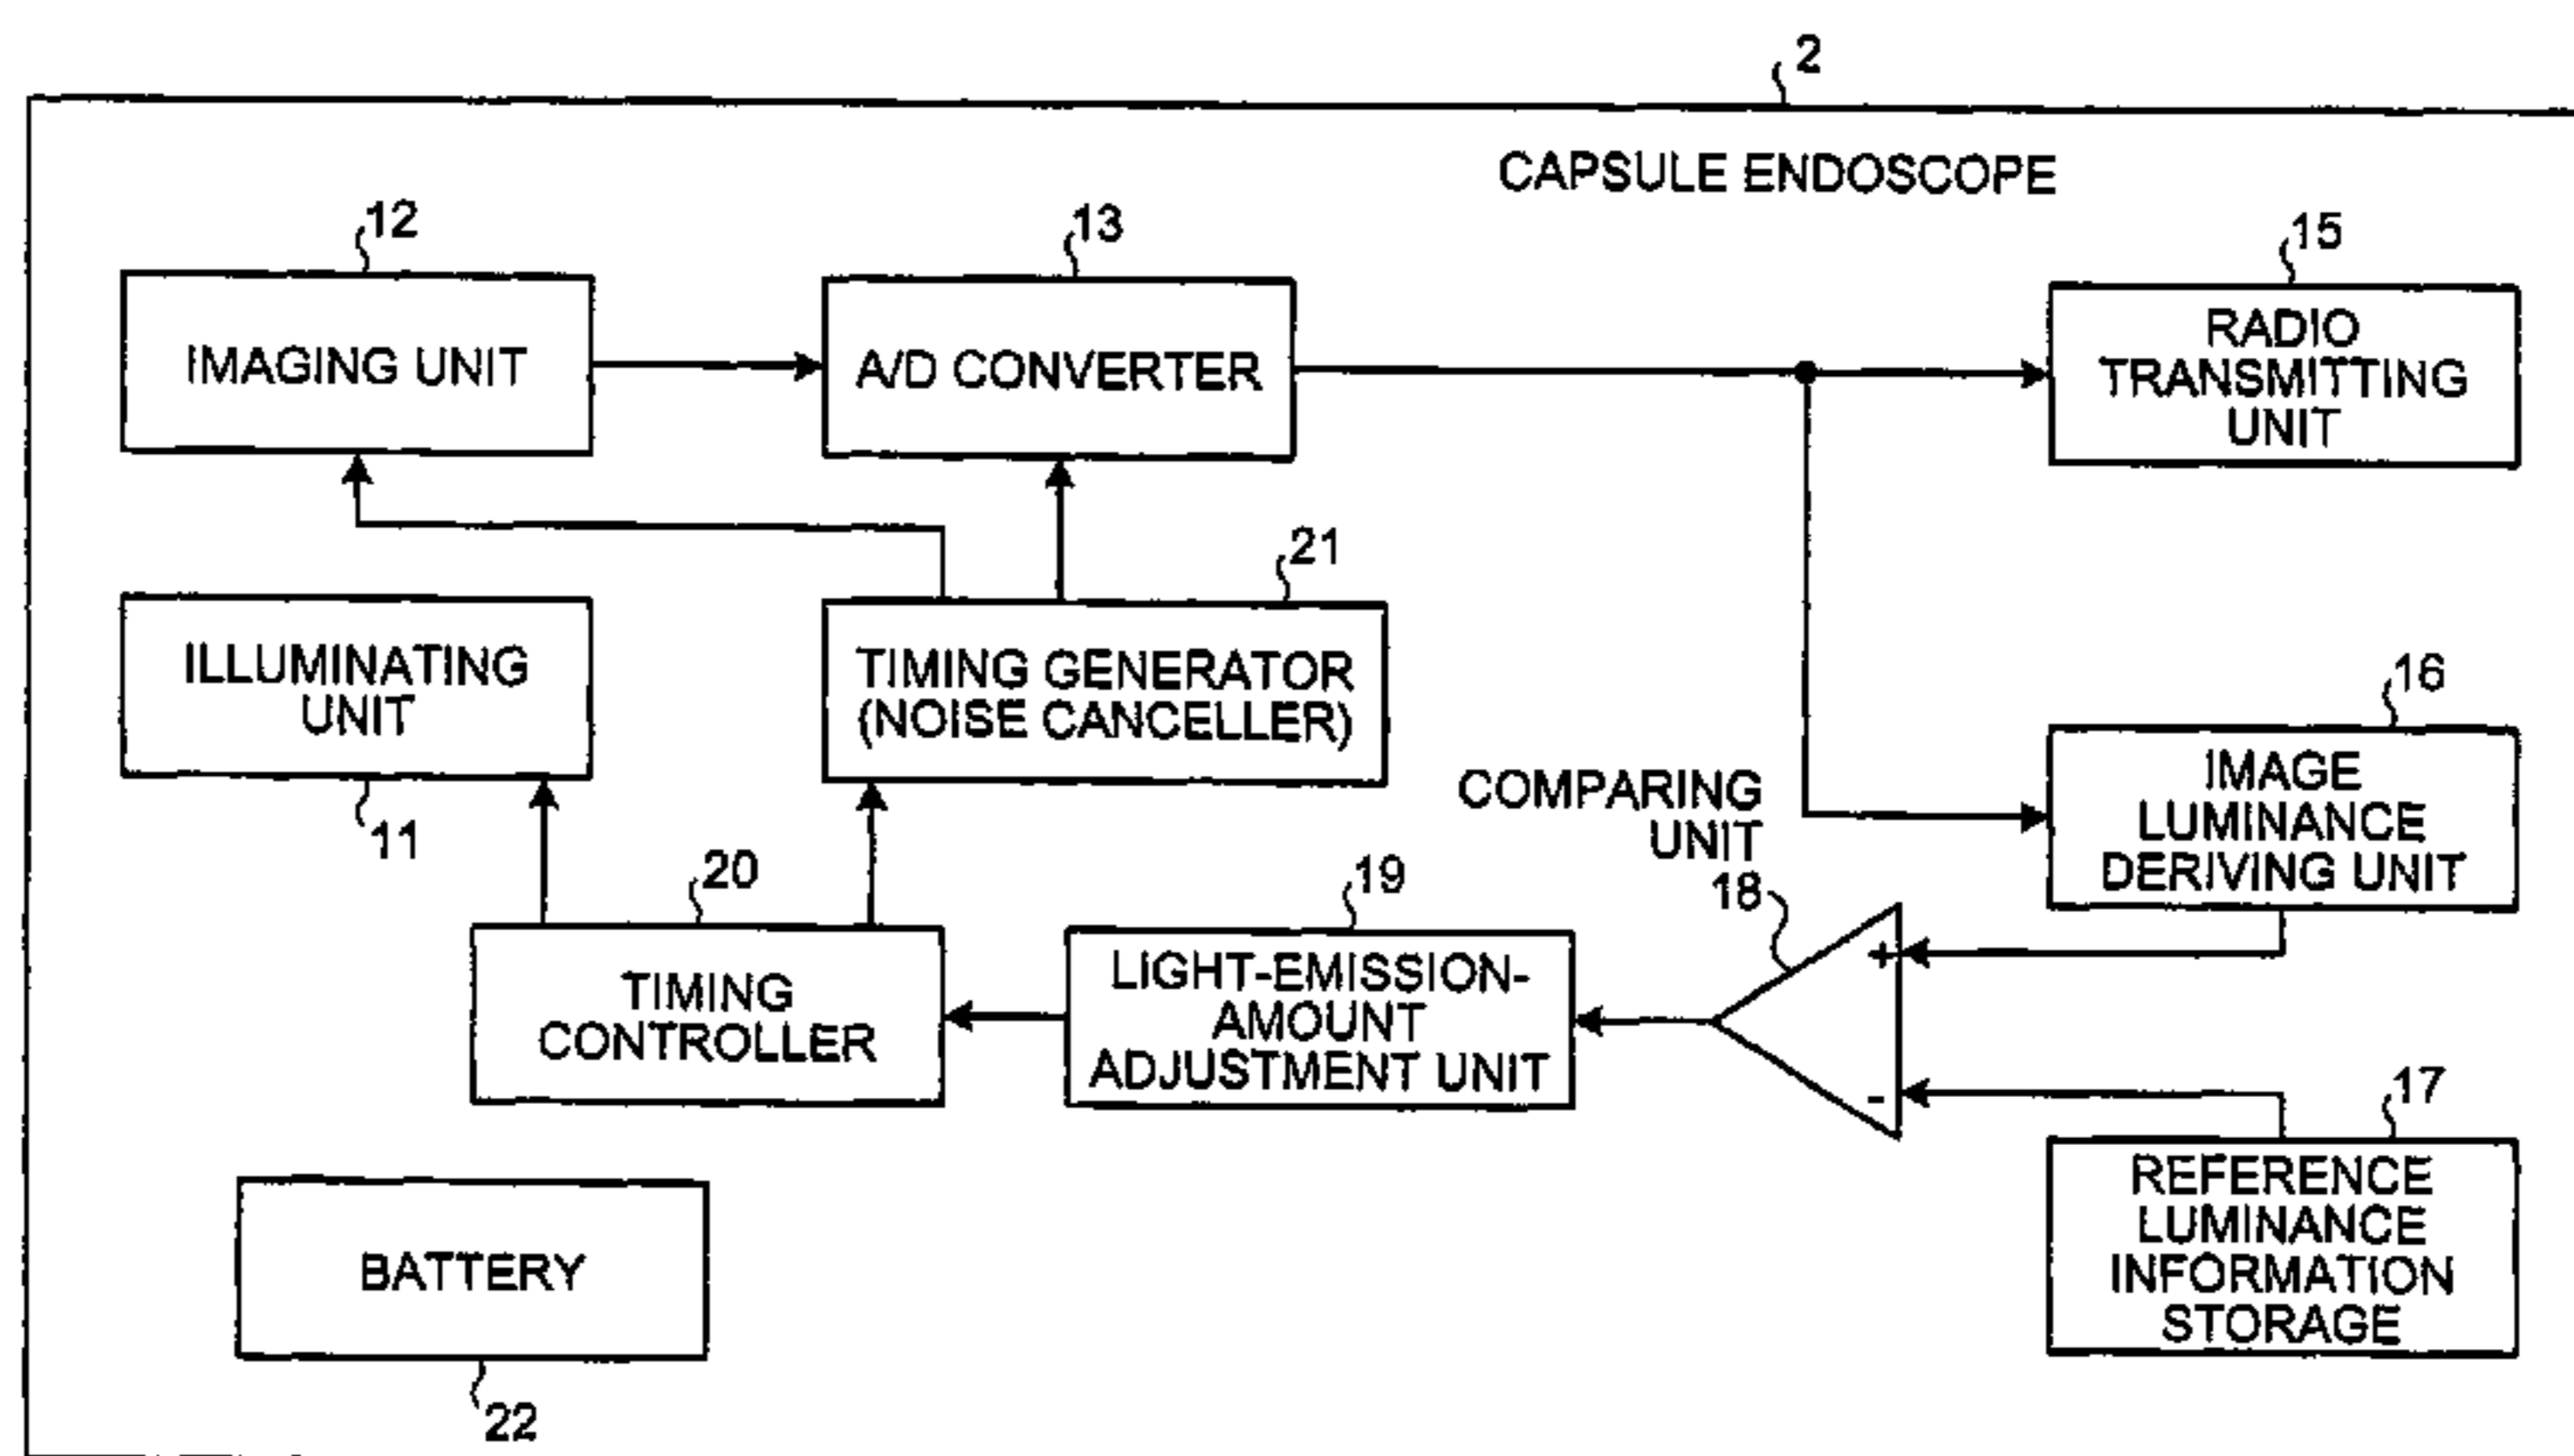 2
CAPSULE ENDOSCOPE
12
IMAGING UNIT
13
A/D CONVERTER
15
RADIO
TRANSMITTING
UNIT
ILLUMINATING
UNIT
11
21
TIMING GENERATOR
(NOISE CANCELLER)
16
IMAGE
LUMINANCE
DERIVING UNIT
COMPARING
UNIT
18
+
-
20
TIMING
CONTROLLER
19
LIGHT-EMISSION-
AMOUNT
ADJUSTMENT UNIT
17
REFERENCE
LUMINANCE
INFORMATION
STORAGE
BATTERY
22